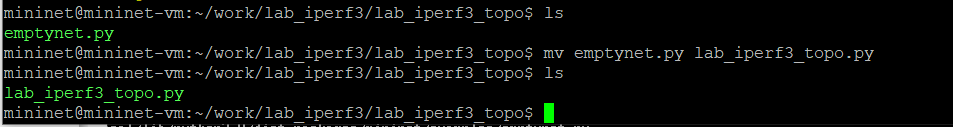 mininet@mininet-vm:~/work/lab_iperf3/lab_iperf3_topo$ ls
emptynet.py
mininet@mininet-vm:~/work/lab_iperf3/lab_iperf3_topo$ mv emptynet.py lab_iperf3_topo.py
mininet@mininet-vm:~/work/lab_iperf3/lab_iperf3_topo$ ls
lab_iperf3_topo.py
mininet@mininet-vm:~/work/lab_iperf3/lab_iperf3_topo$